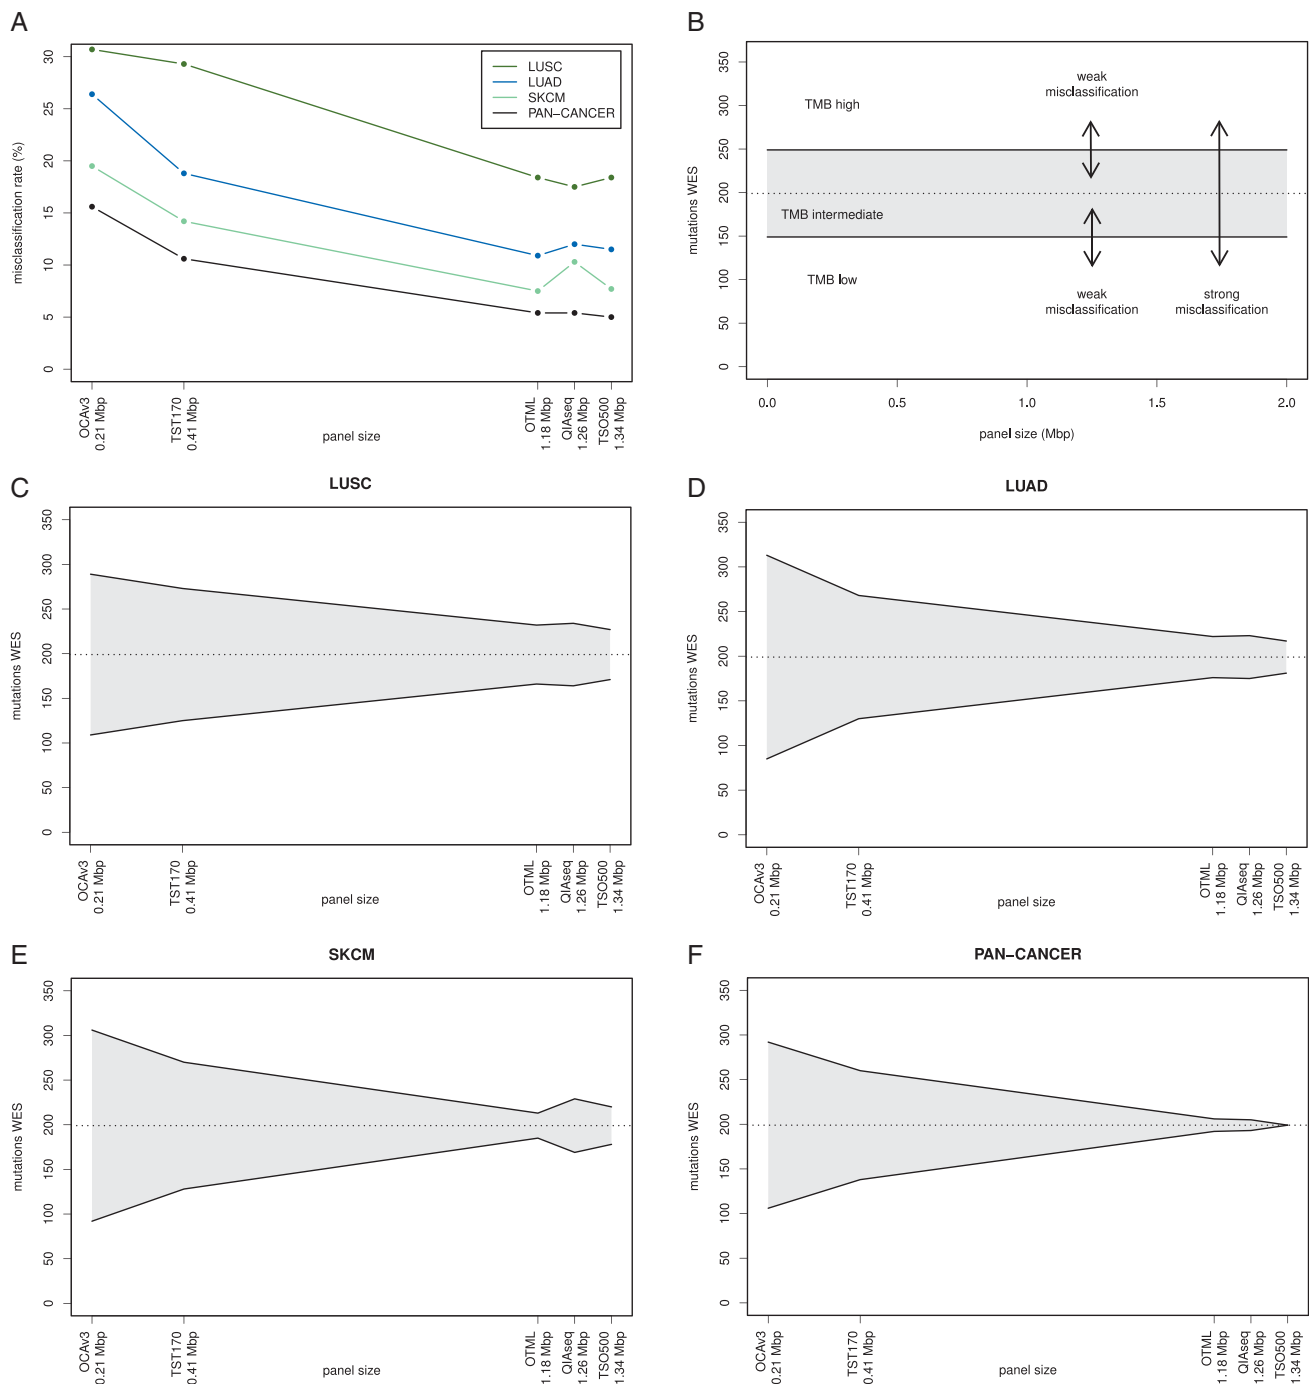 A
misclassification rate (%)
0
5
10
15
20
25
30
LUSC
LUAD
SKCM
PAN−CANCER
OCAv3
0.21 Mbp
TST170
0.41 Mbp
panel size
OTML
1.18 Mbp
QIAseq
1.26 Mbp
TSO500
1.34 Mbp
B
mutations WES
0
50
100
150
200
250
300
350
TMB high
TMB intermediate
TMB low
weak
misclassification
weak
misclassification
strong
misclassification
0.0
0.5
1.0
1.5
2.0
panel size (Mbp)
C
LUSC
mutations WES
0
50
100
150
200
250
300
350
OCAv3
0.21 Mbp
TST170
0.41 Mbp
panel size
OTML
1.18 Mbp
QIAseq
1.26 Mbp
TSO500
1.34 Mbp
D
LUAD
mutations WES
0
50
100
150
200
250
300
350
OCAv3
0.21 Mbp
TST170
0.41 Mbp
panel size
OTML
1.18 Mbp
QIAseq
1.26 Mbp
TSO500
1.34 Mbp
E
SKCM
mutations WES
0
50
100
150
200
250
300
350
OCAv3
0.21 Mbp
TST170
0.41 Mbp
panel size
OTML
1.18 Mbp
QIAseq
1.26 Mbp
TSO500
1.34 Mbp
F
PAN−CANCER
mutations WES
0
50
100
150
200
250
300
350
OCAv3
0.21 Mbp
TST170
0.41 Mbp
panel size
OTML
1.18 Mbp
QIAseq
1.26 Mbp
TSO500
1.34 Mbp